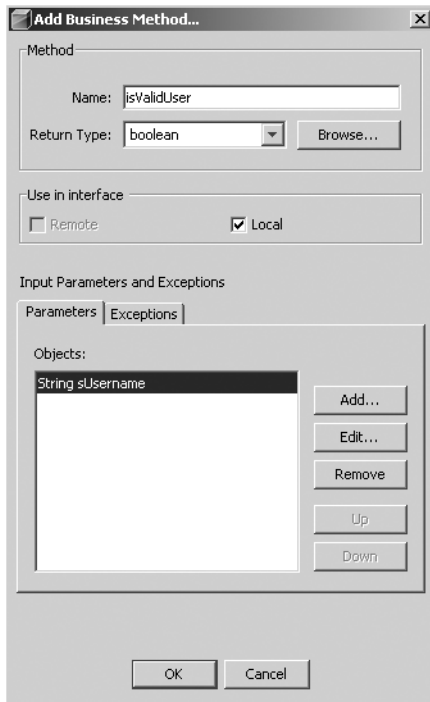 Add Business Method...
Method
Name: isValidUser
Return Type: boolean Browse...
Use in interface
Remote Local
Input Parameters and Exceptions
Parameters Exceptions
Objects:
String sUsername
Add...
Edit...
Remove
Up
Down
OK Cancel